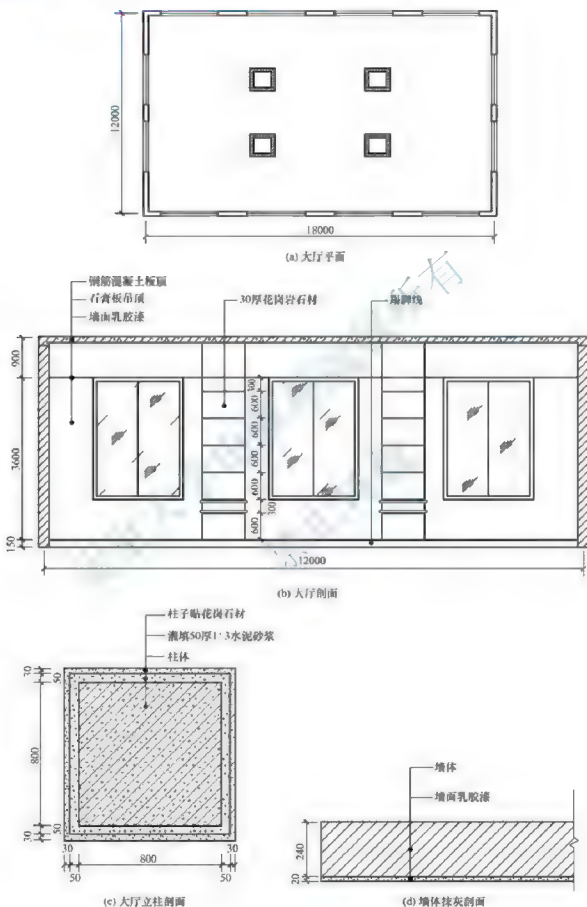 12000
18000
(a) 大厅平面
钢筋混凝土板顶
石膏板吊顶
墙面乳胶漆
30厚花岗岩石材
踢脚线
900
3600
150
300
600
600
600
600
300
600
12000
(b) 大厅剖面
柱子贴花岗石材
灌填50厚1∶3水泥砂浆
柱体
30
50
800
50
30
30
50
800
50
30
(c) 大厅立柱剖面
墙体
墙面乳胶漆
240
20
(d) 墙体抹灰剖面